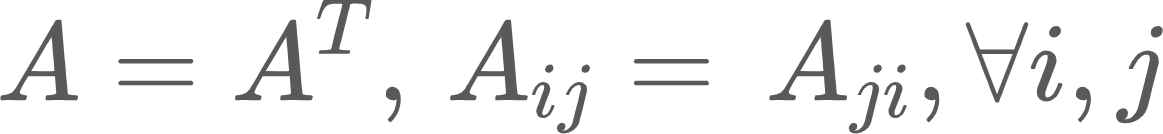 A = A^T, A_{ij} = A_{ji}, ∀i, j